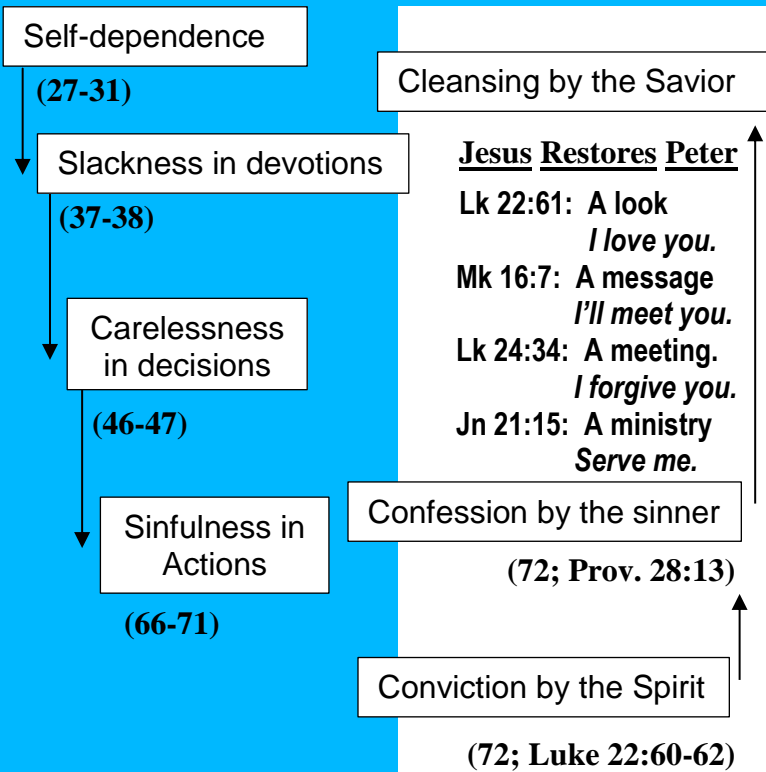 Self-dependence
(27-31)
Slackness in devotions
(37-38)
Carelessness
in decisions
(46-47)
Sinfulness in
Actions
(66-71)
Cleansing by the Savior
Jesus Restores Peter
Lk 22:61: A look
I love you.
Mk 16:7: A message
I’ll meet you.
Lk 24:34: A meeting.
I forgive you.
Jn 21:15: A ministry
Serve me.
Confession by the sinner
(72; Prov. 28:13)
Conviction by the Spirit
(72; Luke 22:60-62)